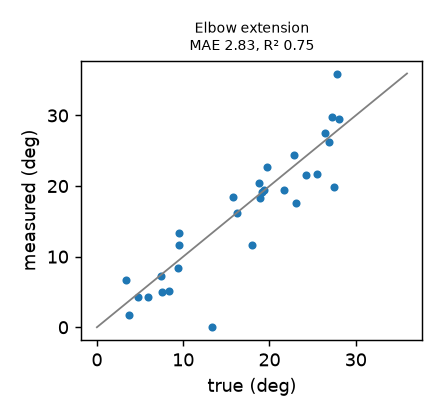 Elbow extension
MAE 2.83, R² 0.75
measured (deg)
30
20
10
0
0 10 20 30
true (deg)